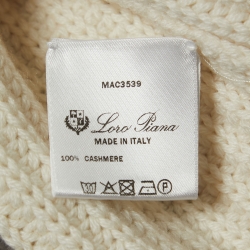 MAC3539
Loro Piana
MADE IN ITALY
100% CASHMERE